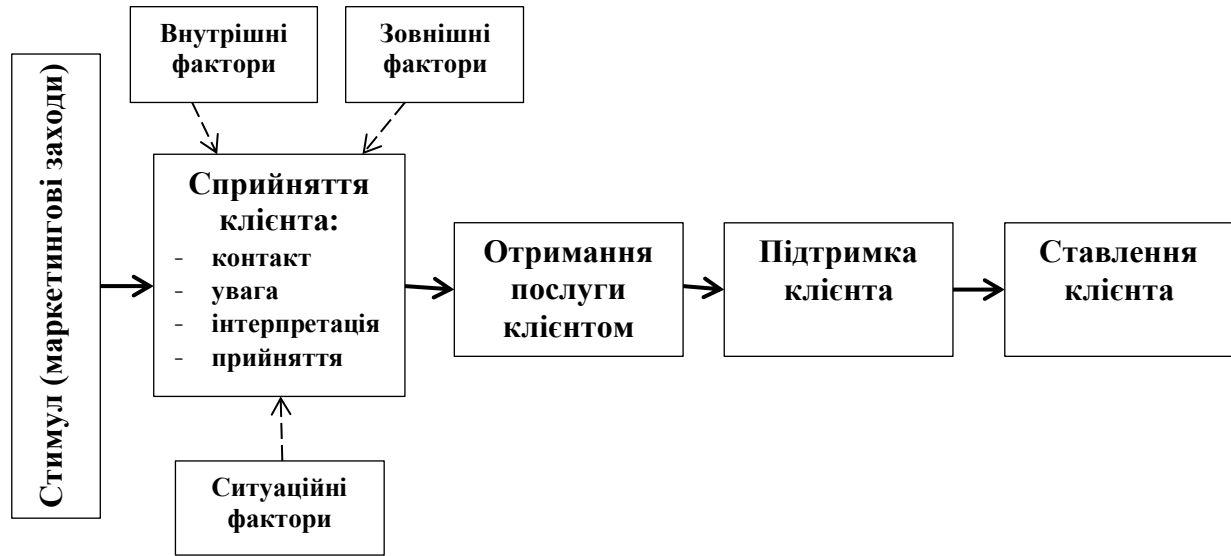 Стимул (маркетингові заходи)
Внутрішні
фактори
Зовнішні
фактори
Сприйняття
клієнта:
- контакт
- увага
- інтерпретація
- прийняття
Ситуаційні
фактори
Отримання
послуги
клієнтом
Підтримка
клієнта
Ставлення
клієнта